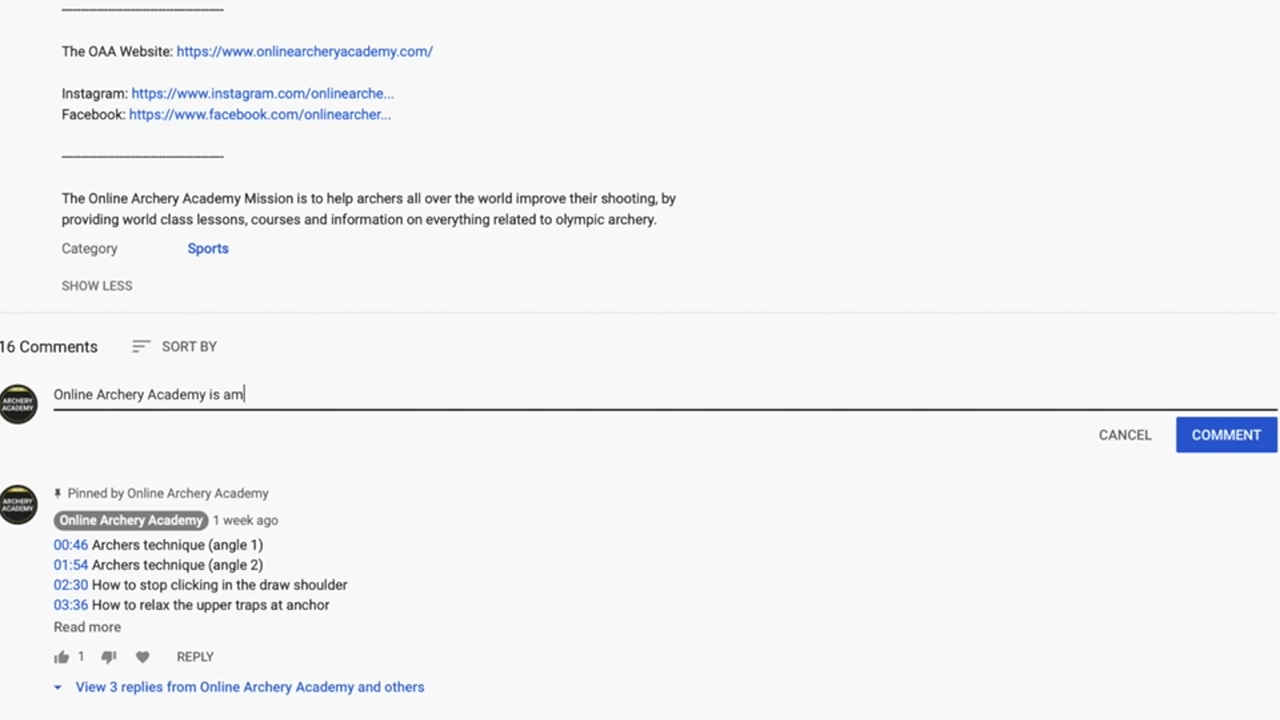 The OAA Website: https://www.onlinearcheryacademy.com/
Instagram: https://www.instagram.com/onlinearche...
Facebook: https://www.facebook.com/onlinearcher...
The Online Archery Academy Mission is to help archers all over the world improve their shooting, by
providing world class lessons, courses and information on everything related to olympic archery.
Category Sports
SHOW LESS
16 Comments SORT BY
ARCHERY
ACADEMY
Online Archery Academy is am
CANCEL COMMENT
ARCHERY
ACADEMY
Pinned by Online Archery Academy
Online Archery Academy 1 week ago
00:46 Archers technique (angle 1)
01:54 Archers technique (angle 2)
02:30 How to stop clicking in the draw shoulder
03:36 How to relax the upper traps at anchor
Read more
1 REPLY
View 3 replies from Online Archery Academy and others